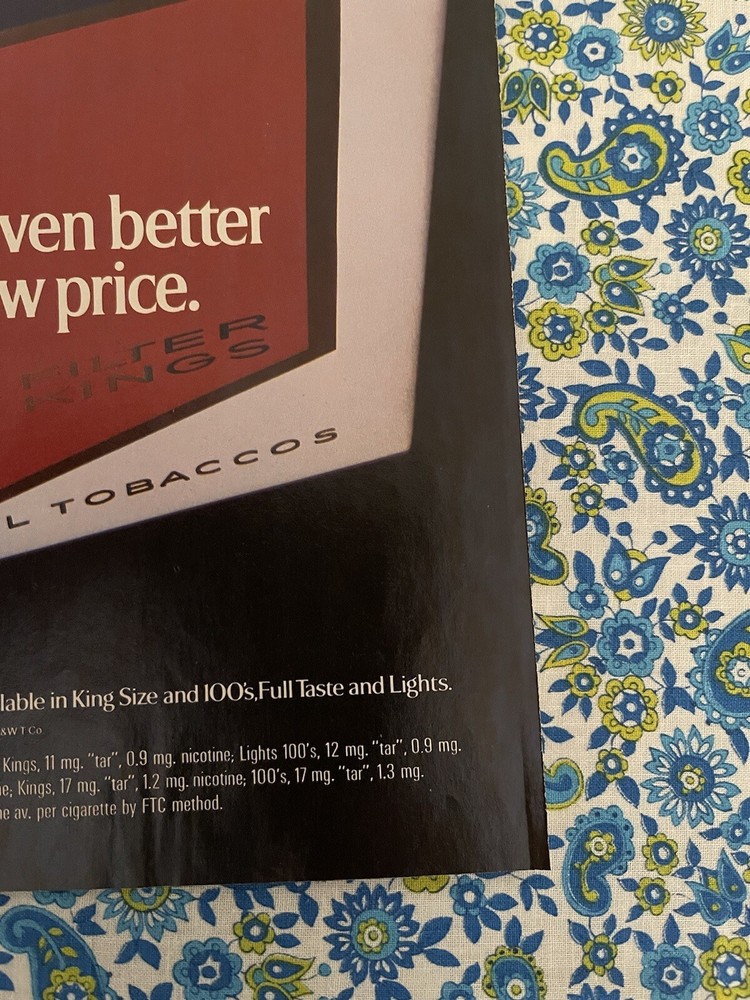 ven better
w price.
FILTER
KINGS
L TOBACCOS
lable in King Size and 100's, Full Taste and Lights.
&W T Co
Kings, 11 mg. "tar", 0.9 mg. nicotine; Lights 100's, 12 mg. "tar", 0.9 mg.
e; Kings, 17 mg. "tar", 1.2 mg. nicotine; 100's, 17 mg. "tar", 1.3 mg.
e av. per cigarette by FTC method.